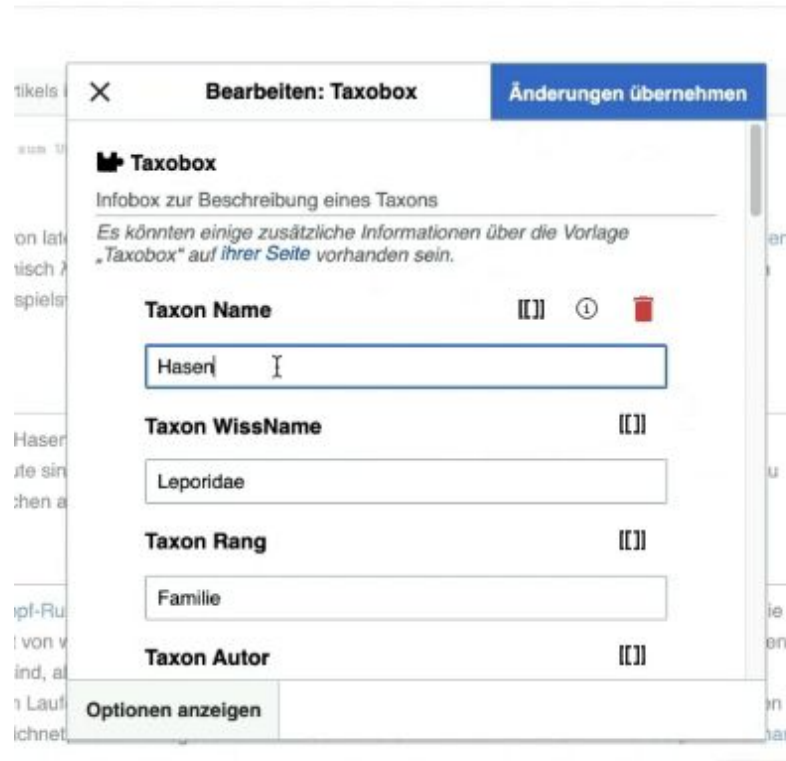 Bearbeiten: Taxobox
Änderungen übernehmen
Taxobox
Infobox zur Beschreibung eines Taxons
Es könnten einige zusätzliche Informationen über die Vorlage
„Taxobox“ auf ihrer Seite vorhanden sein.
Taxon Name [[]]
Hasen
Taxon WissName [[]]
Leporidae
Taxon Rang [[]]
Familie
Taxon Autor [[]]
Optionen anzeigen